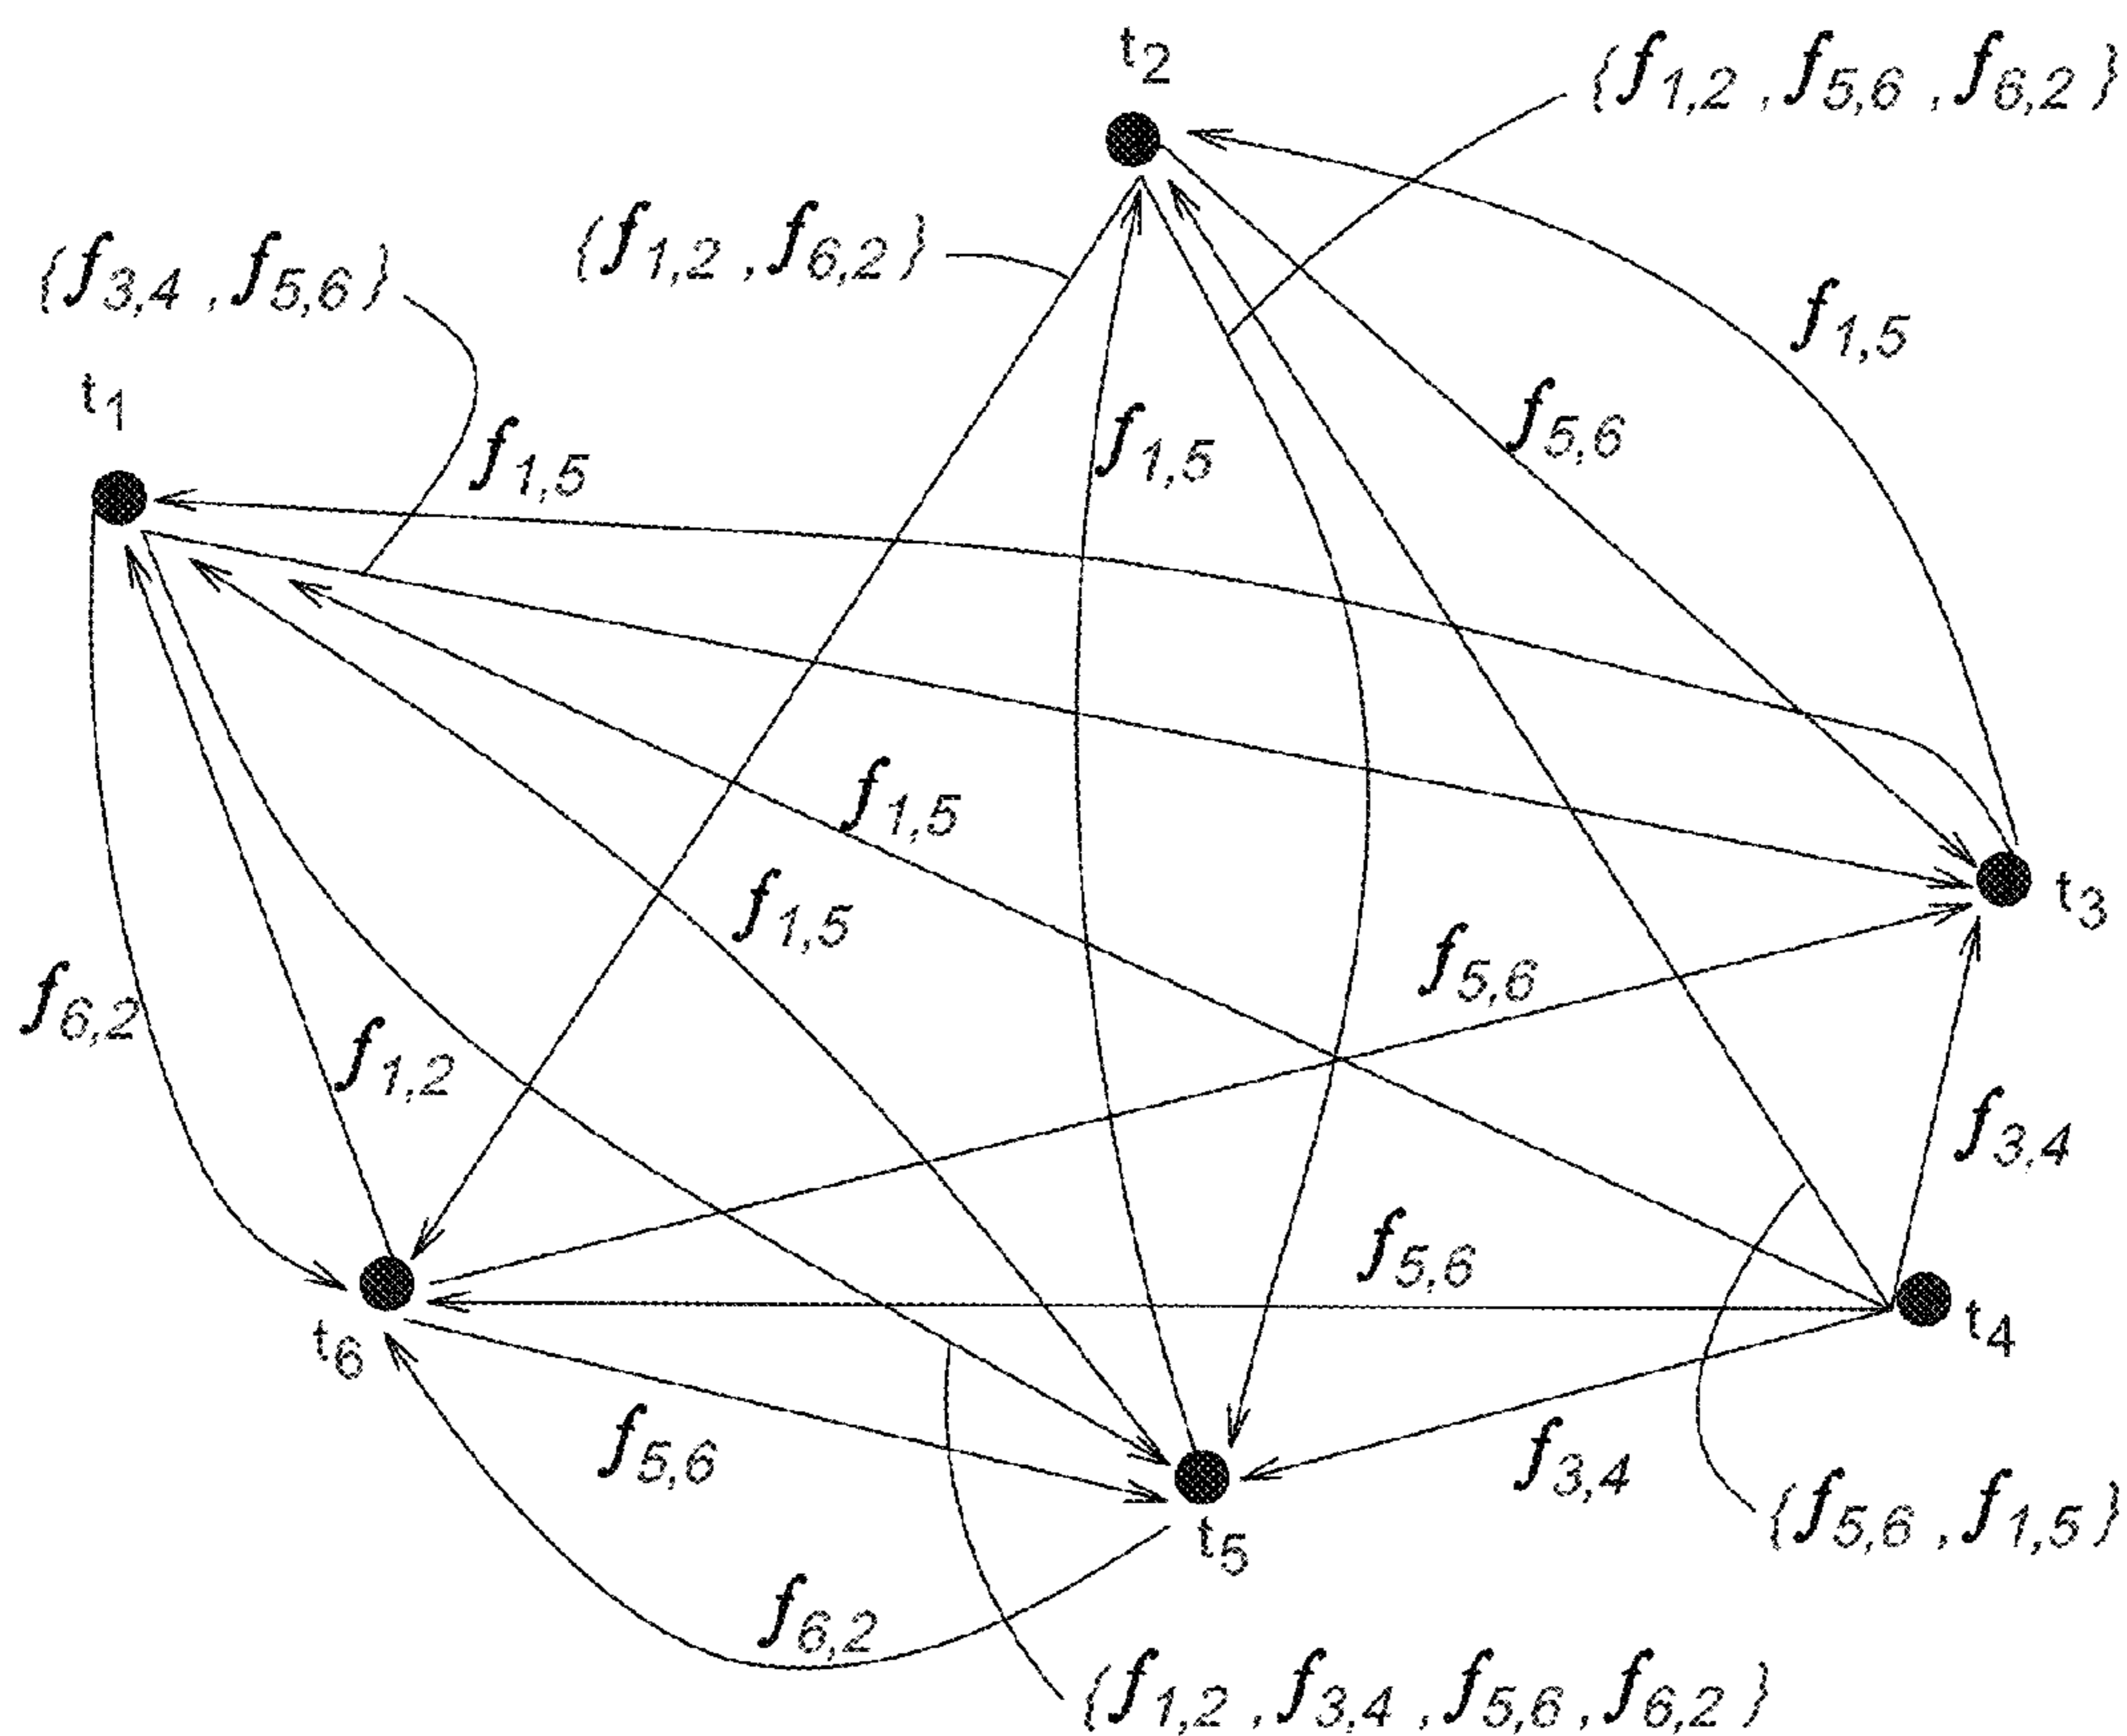 t2
{f1,2 ,f5,6 ,f6,2}
{f1,2 ,f6,2}
{f3,4 ,f5,6}
f1,5
t1
f5,6
f1,5
f1,5
f1,5
f1,5
t3
f5,6
f6,2
f1,2
f3,4
f5,6
t4
t6
f5,6
f3,4
{f5,6 ,f1,5}
t5
f6,2
{f1,2 ,f3,4 ,f5,6 ,f6,2}